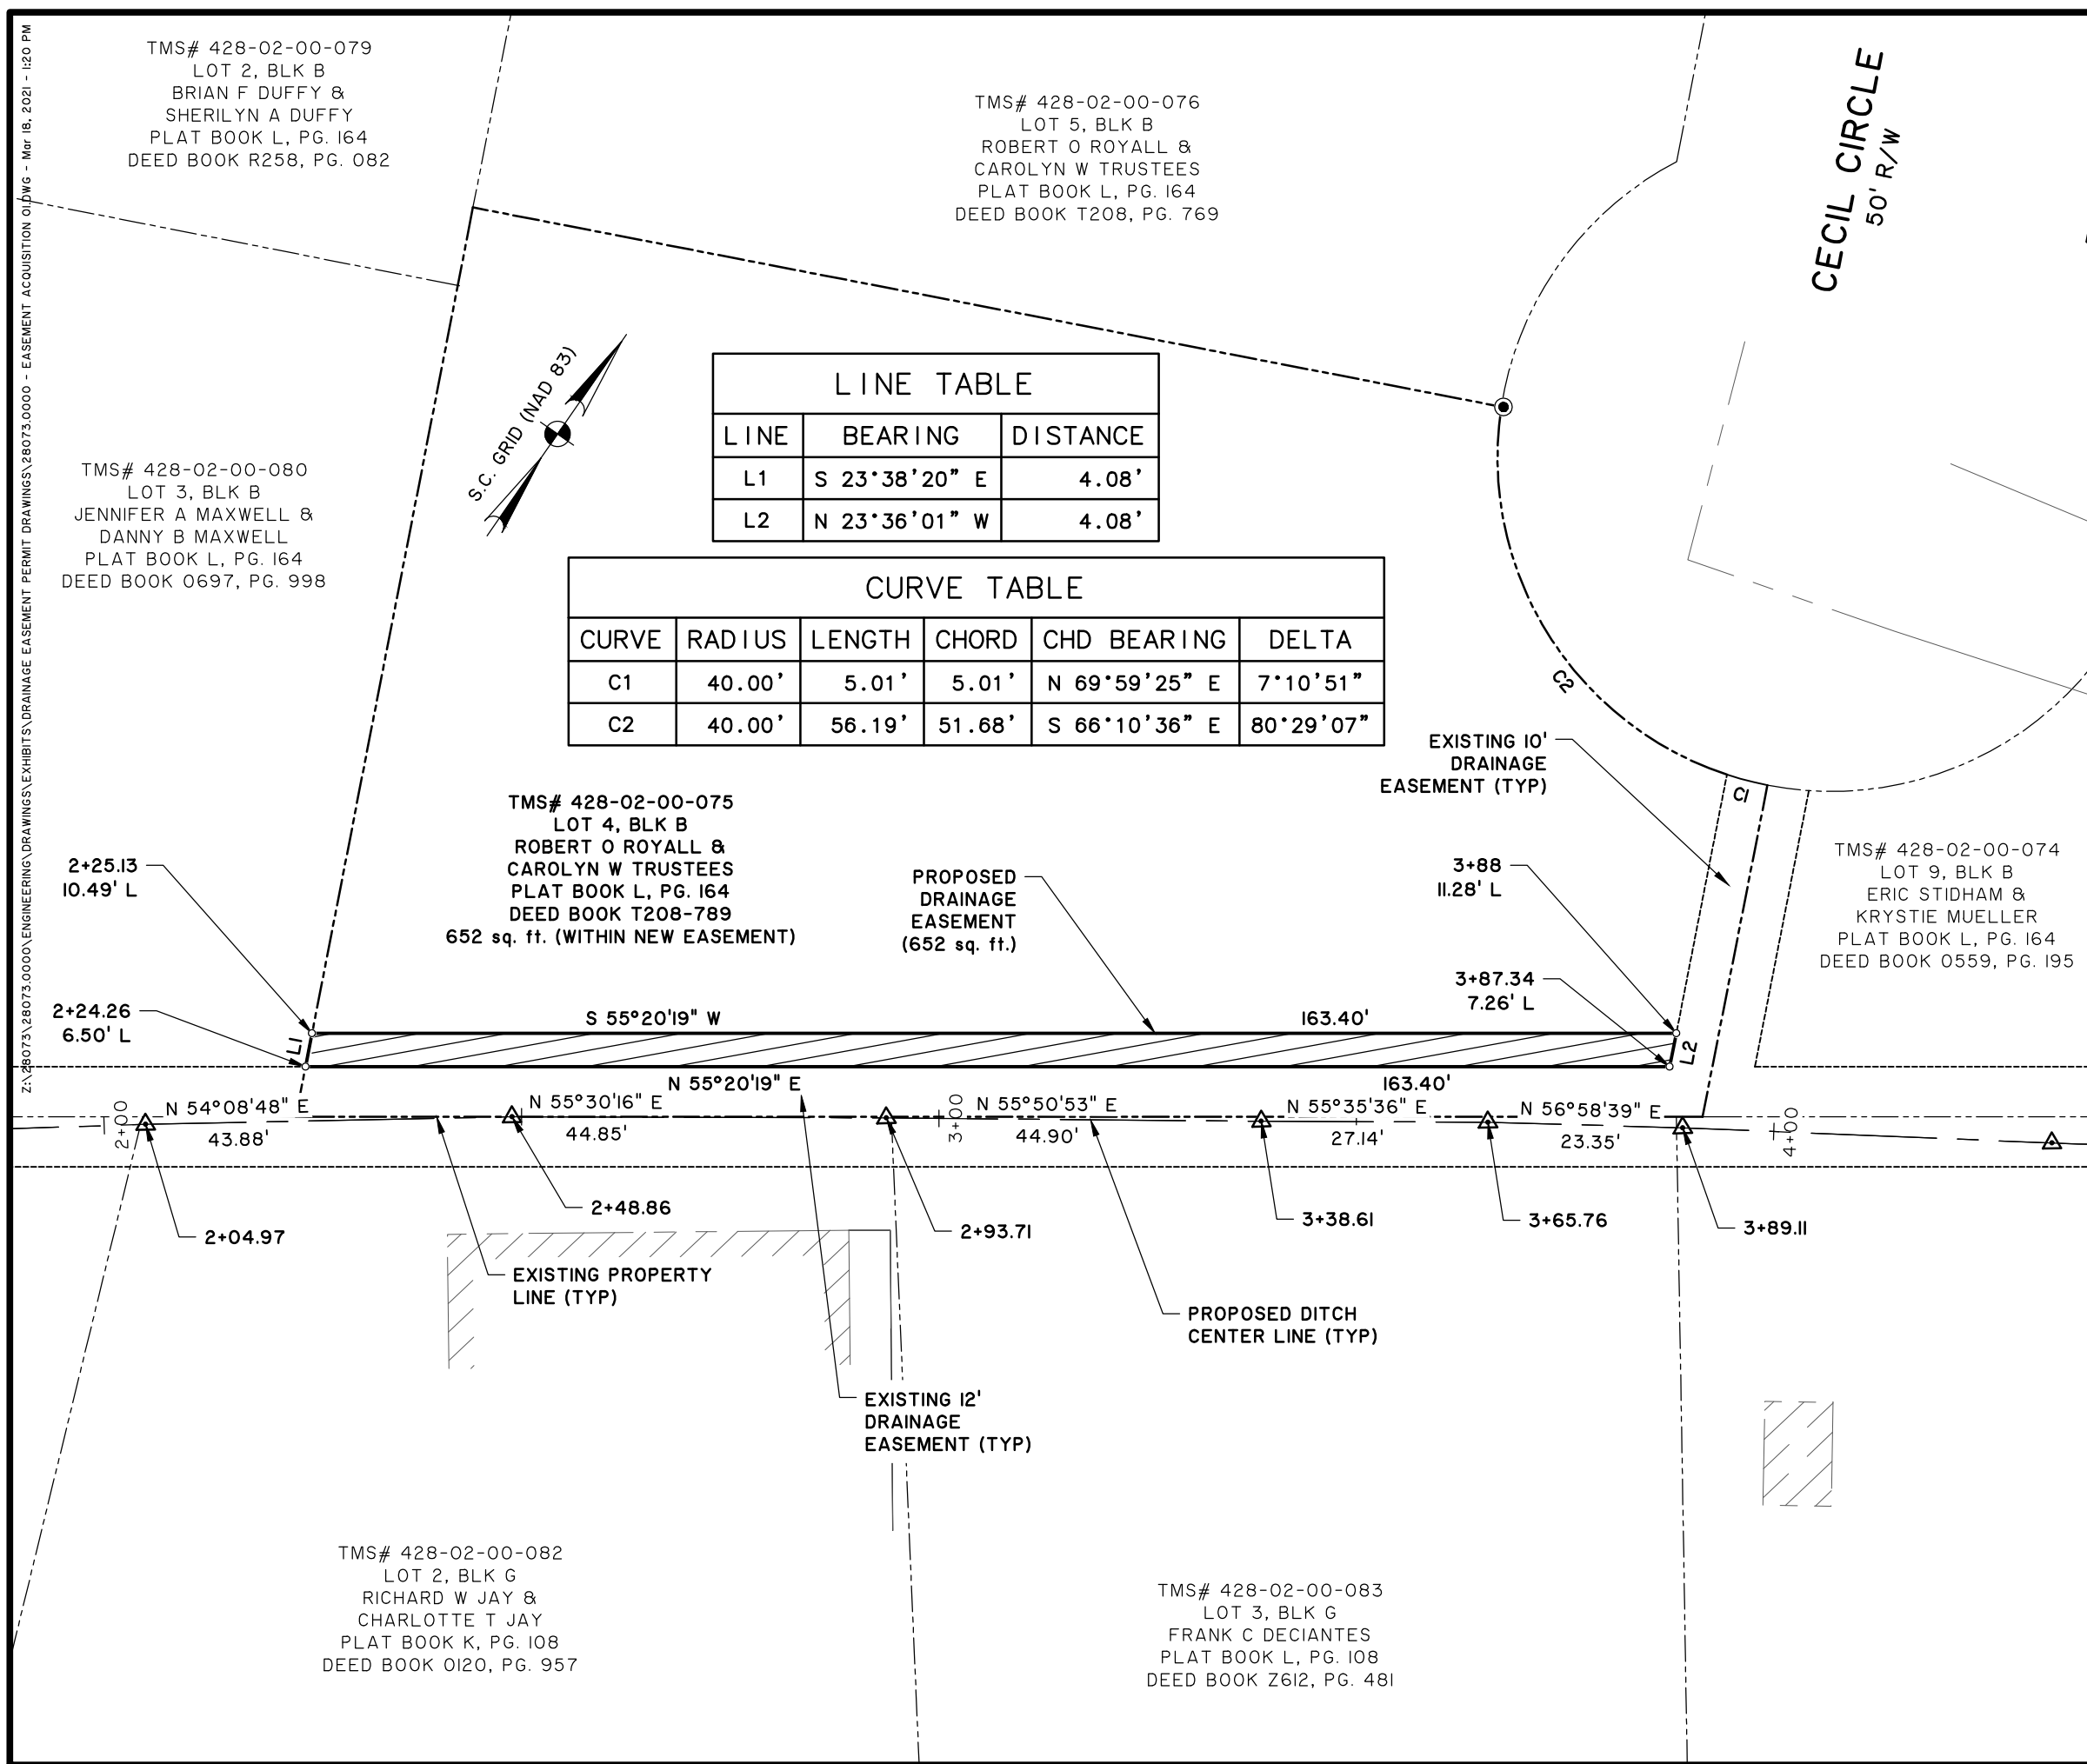 Z:\28073\28073.0000\ENGINEERING\DRAWINGS\EXHIBITS\DRAINAGE EASEMENT PERMIT DRAWINGS\28073.0000 - EASEMENT ACQUISITION 01.DWG - Mar 18, 2021 - 1:20 PM
TMS# 428-02-00-079
LOT 2, BLK B
BRIAN F DUFFY &
SHERILYN A DUFFY
PLAT BOOK L, PG. 164
DEED BOOK R258, PG. 082
TMS# 428-02-00-076
LOT 5, BLK B
ROBERT O ROYALL &
CAROLYN W TRUSTEES
PLAT BOOK L, PG. 164
DEED BOOK T208, PG. 769
CECIL CIRCLE
50' R/W
S.C. GRID (NAD 83)
TMS# 428-02-00-080
LOT 3, BLK B
JENNIFER A MAXWELL &
DANNY B MAXWELL
PLAT BOOK L, PG. 164
DEED BOOK 0697, PG. 998
LINE TABLE
LINE BEARING DISTANCE
L1 S 23°38'20" E 4.08'
L2 N 23°36'01" W 4.08'
CURVE TABLE
CURVE RADIUS LENGTH CHORD CHD BEARING DELTA
C1 40.00' 5.01' 5.01' N 69°59'25" E 7°10'51"
C2 40.00' 56.19' 51.68' S 66°10'36" E 80°29'07"
C2
EXISTING 10'
DRAINAGE
EASEMENT (TYP)
C1
TMS# 428-02-00-075
LOT 4, BLK B
ROBERT O ROYALL &
CAROLYN W TRUSTEES
PLAT BOOK L, PG. 164
DEED BOOK T208-789
652 sq. ft. (WITHIN NEW EASEMENT)
2+25.13
10.49' L
PROPOSED
DRAINAGE
EASEMENT
(652 sq. ft.)
3+88
11.28' L
TMS# 428-02-00-074
LOT 9, BLK B
ERIC STIDHAM &
KRYSTIE MUELLER
PLAT BOOK L, PG. 164
DEED BOOK 0559, PG. 195
2+24.26
6.50' L
3+87.34
7.26' L
S 55°20'19" W 163.40'
L1
L2
N 55°20'19" E 163.40'
2+00
N 54°08'48" E
43.88'
N 55°30'16" E
44.85'
3+00
N 55°50'53" E
44.90'
N 55°35'36" E
27.14'
N 56°58'39" E
23.35'
4+00
2+04.97
2+48.86
2+93.71
3+38.61
3+65.76
3+89.11
EXISTING PROPERTY
LINE (TYP)
PROPOSED DITCH
CENTER LINE (TYP)
EXISTING 12'
DRAINAGE
EASEMENT (TYP)
TMS# 428-02-00-082
LOT 2, BLK G
RICHARD W JAY &
CHARLOTTE T JAY
PLAT BOOK K, PG. 108
DEED BOOK 0120, PG. 957
TMS# 428-02-00-083
LOT 3, BLK G
FRANK C DECIANTES
PLAT BOOK L, PG. 108
DEED BOOK Z612, PG. 481